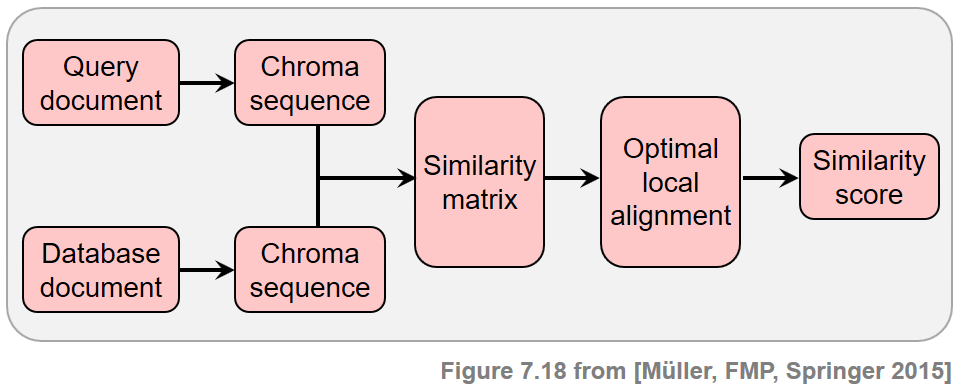 Query
document
Chroma
sequence
Database
document
Chroma
sequence
Similarity
matrix
Optimal
local
alignment
Similarity
score
Figure 7.18 from [Müller, FMP, Springer 2015]